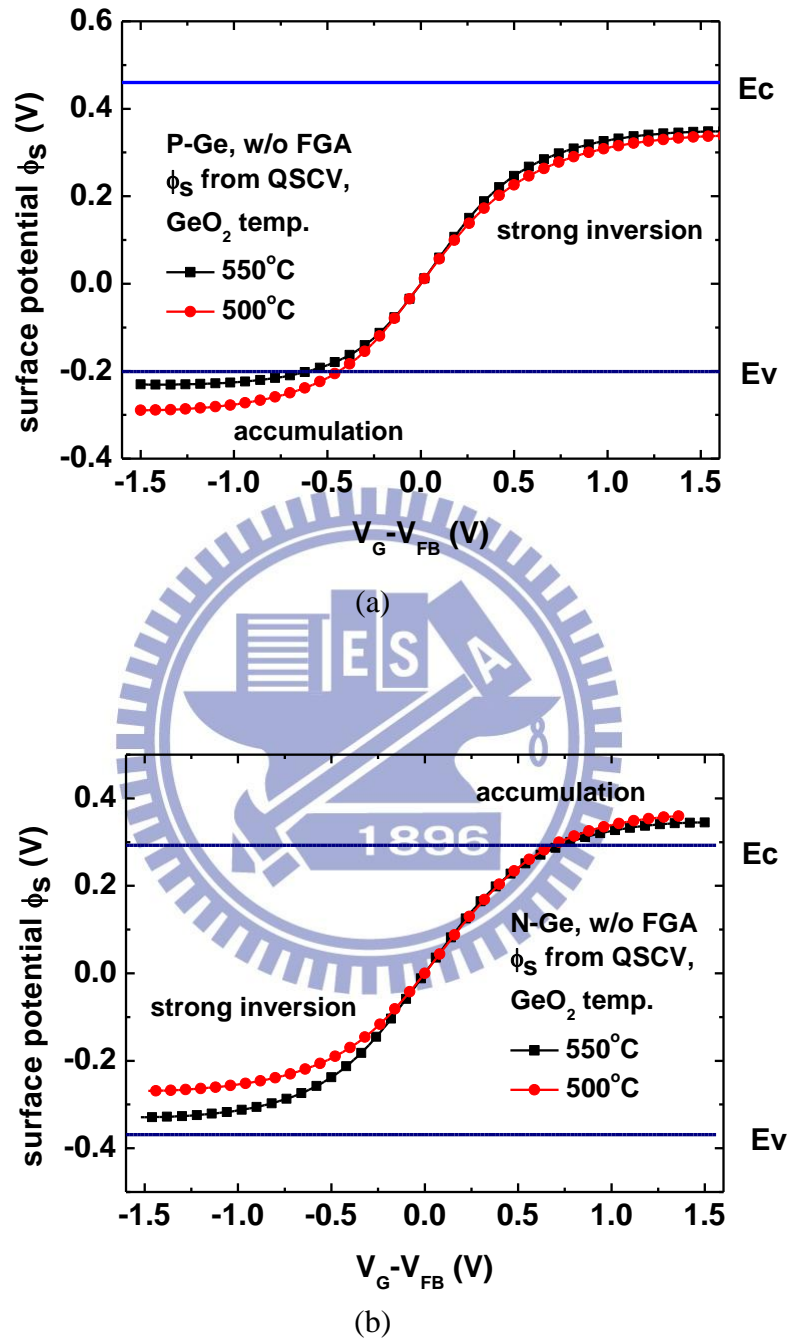 0.6
0.4
0.2
0.0
-0.2
-0.4
surface potential ϕS (V)
Ec
P-Ge, w/o FGA
ϕS from QSCV,
GeO2 temp.
550°C
500°C
strong inversion
Ev
accumulation
-1.5 -1.0 -0.5 0.0 0.5 1.0 1.5
VG-VFB (V)
(a)
ESA
1896
0.4
0.2
0.0
-0.2
-0.4
surface potential ϕS (V)
accumulation
Ec
N-Ge, w/o FGA
ϕS from QSCV,
GeO2 temp.
550°C
500°C
strong inversion
Ev
-1.5 -1.0 -0.5 0.0 0.5 1.0 1.5
VG-VFB (V)
(b)